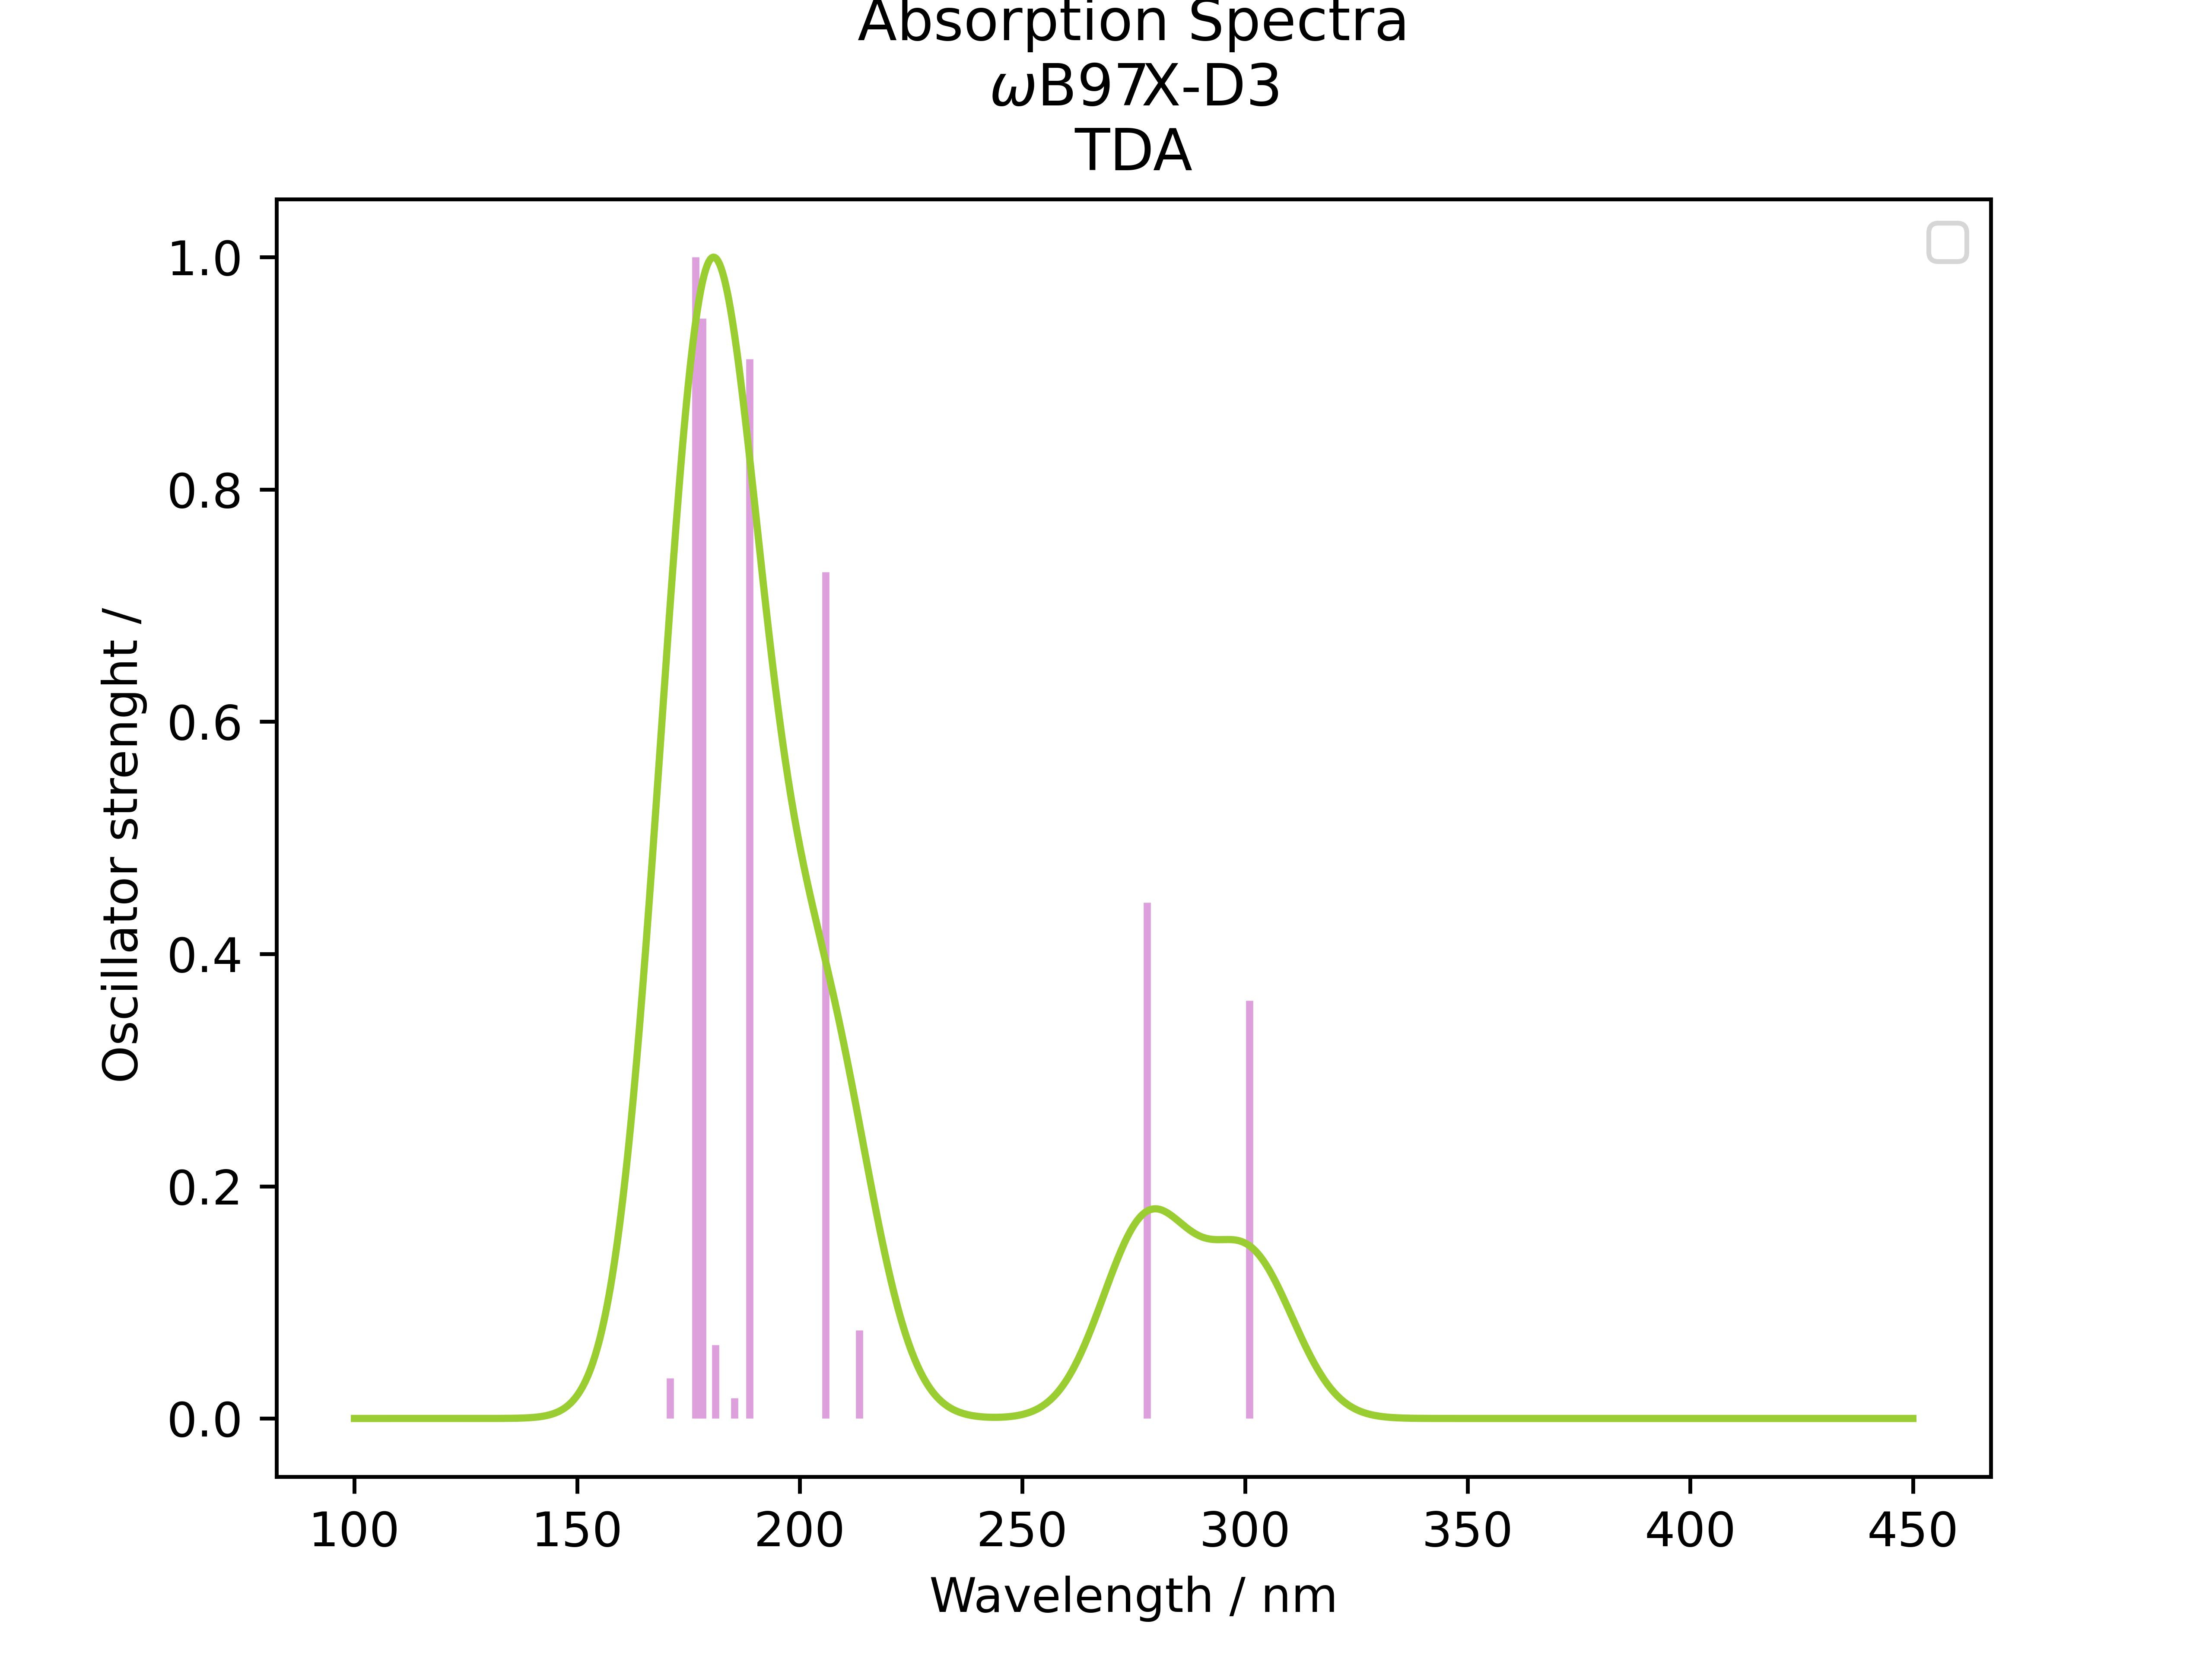 Absorption Spectra
ωB97X-D3
TDA
1.0
0.8
0.6
0.4
0.2
0.0
Oscillator strenght /
100 150 200 250 300 350 400 450
Wavelength / nm